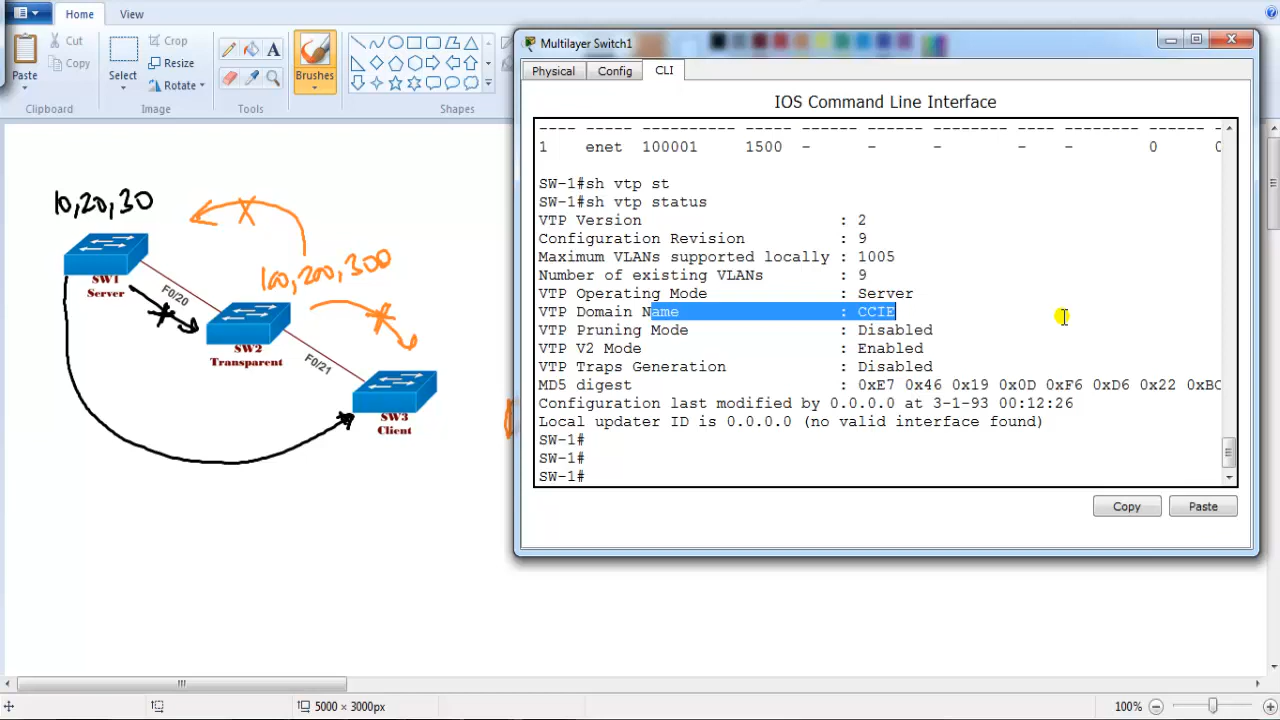 Home View
Cut
Copy
Paste
Clipboard
Select
Crop
Resize
Rotate
Image
A
Tools
Brushes
Shapes
Multilayer Switch1
Physical Config CLI
IOS Command Line Interface
---- ----- ---------- ----- ------ ------ -------- ---- -------- ------ -
1 enet 100001 1500 - - - - - 0 0
SW-1#sh vtp st
SW-1#sh vtp status
VTP Version : 2
Configuration Revision : 9
Maximum VLANs supported locally : 1005
Number of existing VLANs : 9
VTP Operating Mode : Server
VTP Domain Name : CCIE
VTP Pruning Mode : Disabled
VTP V2 Mode : Enabled
VTP Traps Generation : Disabled
MD5 digest : 0xE7 0x46 0x19 0x0D 0xF6 0xD6 0x22 0xBC
Configuration last modified by 0.0.0.0 at 3-1-93 00:12:26
Local updater ID is 0.0.0.0 (no valid interface found)
SW-1#
SW-1#
SW-1#
Copy Paste
10,20,30
SW1
Server
F0/20
100,200,300
SW2
Transparent
F0/21
SW3
Client
5000 × 3000px
100%